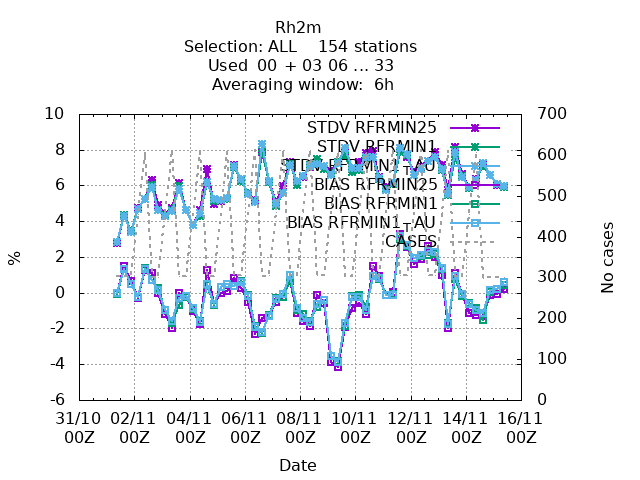 Rh2m
Selection: ALL    154 stations
Used  00 + 03 06 ... 33
Averaging window:  6h
STDV RFRMIN25
STDV RFRMIN1
STDV RFRMIN1_AU
BIAS RFRMIN25
BIAS RFRMIN1
BIAS RFRMIN1_AU
CASES
%
10
8
6
4
2
0
-2
-4
-6
700
600
500
400
300
200
100
0
No cases
31/10 02/11 04/11 06/11 08/11 10/11 12/11 14/11 16/11
00Z 00Z 00Z 00Z 00Z 00Z 00Z 00Z 00Z
Date